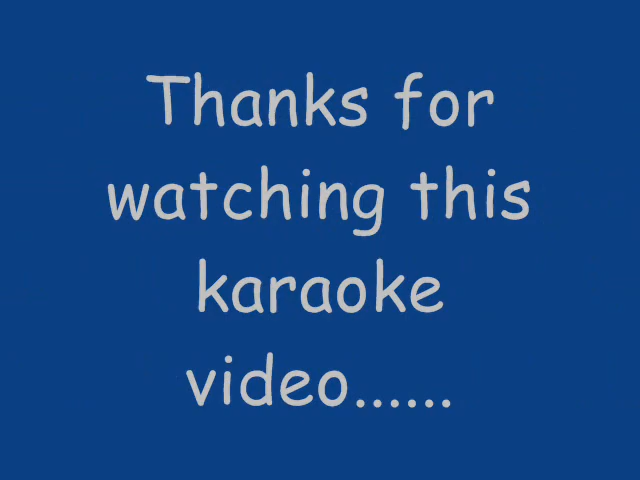 Thanks for
watching this
karaoke
video......